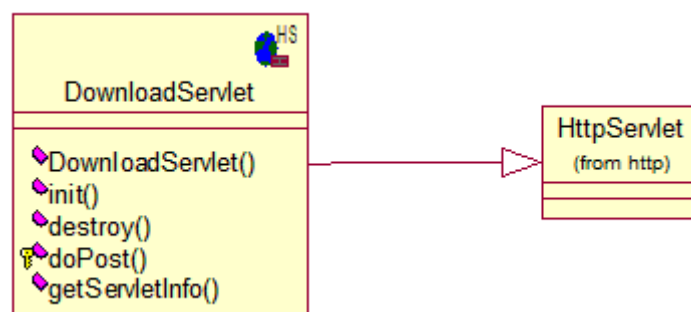 HS
DownloadServlet
DownloadServlet()
init()
destroy()
doPost()
getServletInfo()
HttpServlet
(from http)